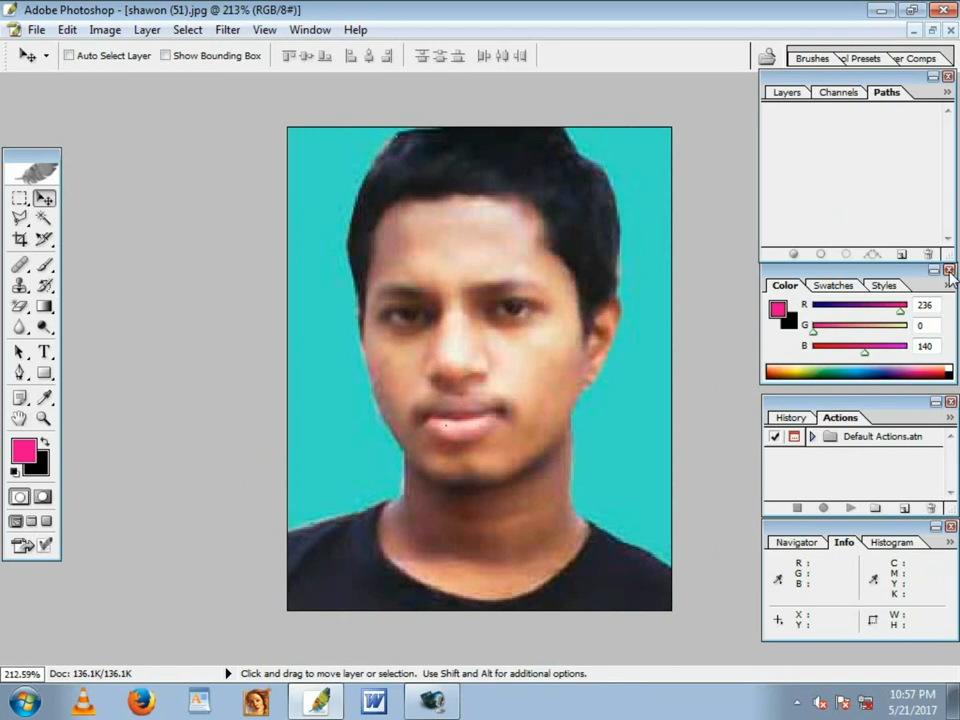 Adobe Photoshop - [shawon (51).jpg @ 213% (RGB/8#)]
File Edit Image Layer Select Filter View Window Help
Auto Select Layer Show Bounding Box
Brushes ol Presets er Comps
Layers Channels Paths
Color Swatches Styles
R 236
G 0
B 140
History Actions
Default Actions.atn
Navigator Info Histogram
R : C :
G : M :
B : Y :
K :
X : W :
Y : H :
212.59% Doc: 136.1K/136.1K Click and drag to move layer or selection. Use Shift and Alt for additional options.
10:57 PM
5/21/2017